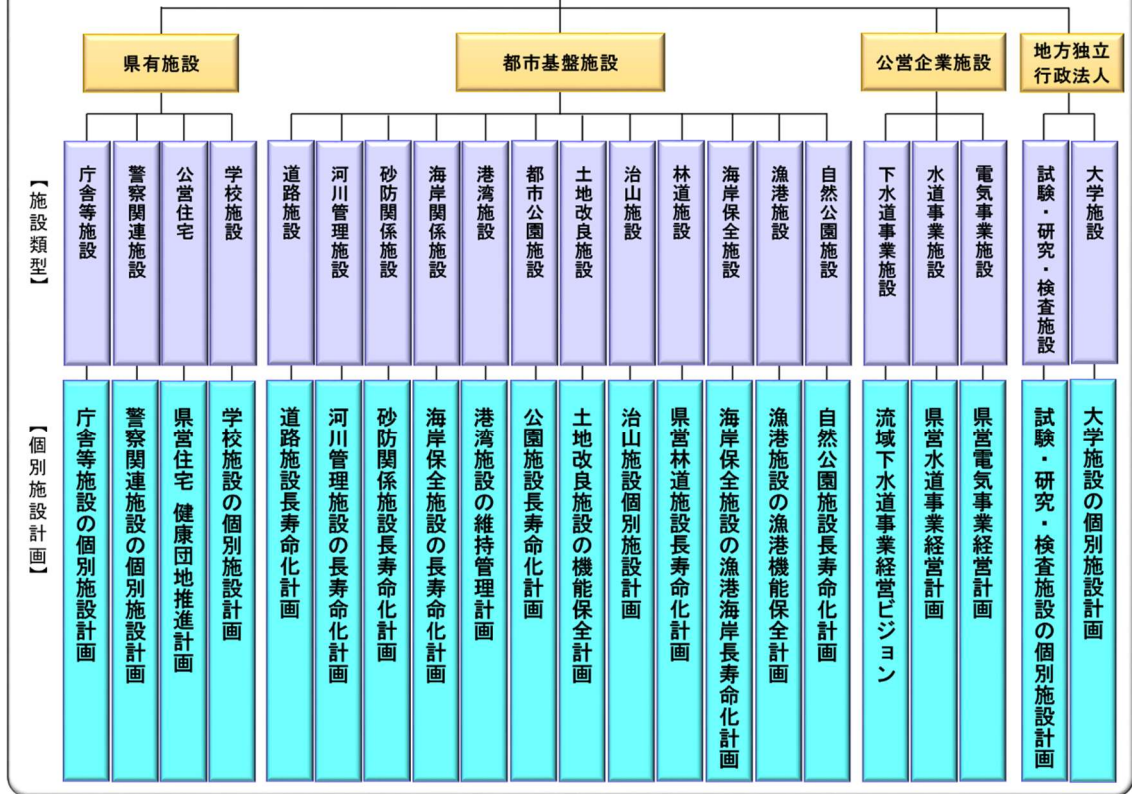 県有施設
都市基盤施設
公営企業施設
地方独立
行政法人
【施設類型】
庁舎等施設
警察関連施設
公営住宅
学校施設
道路施設
河川管理施設
砂防関係施設
海岸関係施設
港湾施設
都市公園施設
土地改良施設
治山施設
林道施設
海岸保全施設
漁港施設
自然公園施設
下水道事業施設
水道事業施設
電気事業施設
試験・研究・検査施設
大学施設
【個別施設計画】
庁舎等施設の個別施設計画
警察関連施設の個別施設計画
県営住宅 健康団地推進計画
学校施設の個別施設計画
道路施設長寿命化計画
河川管理施設の長寿命化計画
砂防関係施設長寿命化計画
海岸保全施設の長寿命化計画
港湾施設の維持管理計画
公園施設長寿命化計画
土地改良施設の機能保全計画
治山施設個別施設計画
県営林道施設長寿命化計画
海岸保全施設の漁港海岸長寿命化計画
漁港施設の漁港機能保全計画
自然公園施設長寿命化計画
流域下水道事業経営ビジョン
県営水道事業経営計画
県営電気事業経営計画
試験・研究・検査施設の個別施設計画
大学施設の個別施設計画